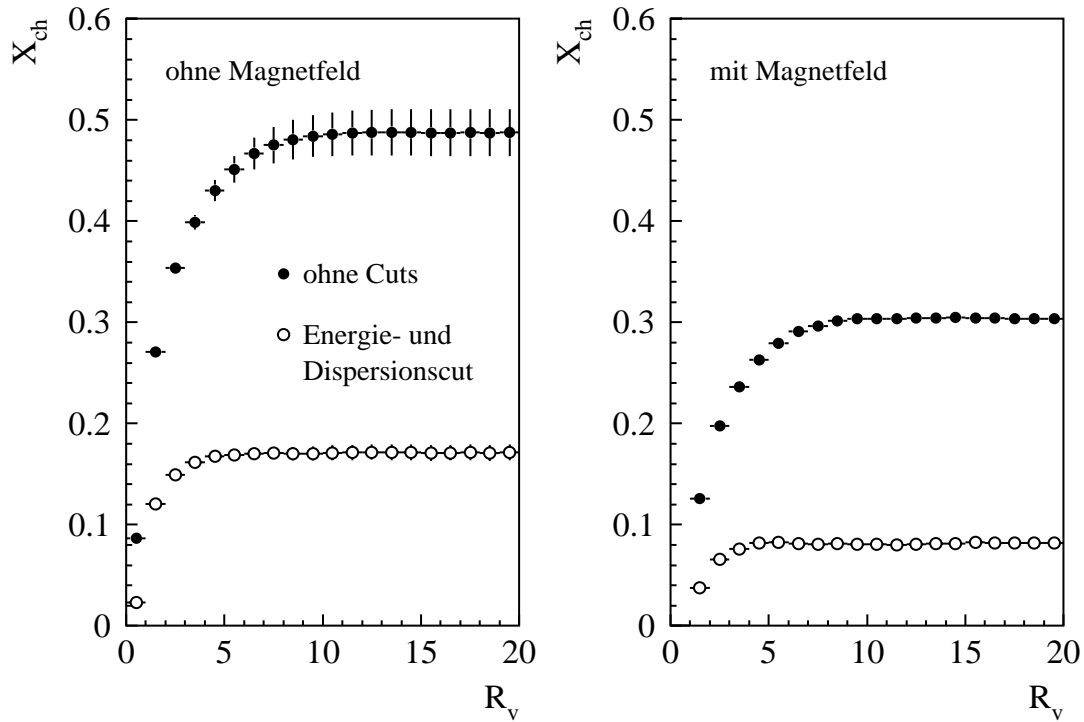 X_ch
0.6
0.5
0.4
0.3
0.2
0.1
0
ohne Magnetfeld
ohne Cuts
Energie- und
Dispersionscut
0 5 10 15 20
R_v
X_ch
0.6
0.5
0.4
0.3
0.2
0.1
0
mit Magnetfeld
0 5 10 15 20
R_v